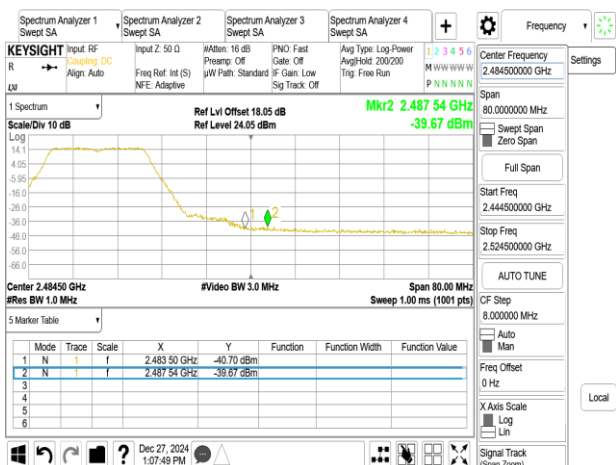 Spectrum Analyzer 1
Swept SA
Spectrum Analyzer 2
Swept SA
Spectrum Analyzer 3
Swept SA
Spectrum Analyzer 4
Swept SA
+
Frequency
KEYSIGHT
R
Input: RF
Coupling: DC
Align: Auto
Input Z: 50 Ω
Freq Ref: Int (S)
NFE: Adaptive
#Atten: 16 dB
Preamp: Off
µW Path: Standard
PNO: Fast
Gate: Off
IF Gain: Low
Sig Track: Off
Avg Type: Log-Power
Avg|Hold: 200/200
Trig: Free Run
1 2 3 4 5 6
M W W W W W
P N N N N N
1 Spectrum
Scale/Div 10 dB
Log
Ref Lvl Offset 18.05 dB
Ref Level 24.05 dBm
Mkr2 2.487 54 GHz
-39.67 dBm
14.1
4.05
-5.95
-16.0
-26.0
-36.0
-46.0
-56.0
-66.0
1
2
Center 2.48450 GHz
#Res BW 1.0 MHz
#Video BW 3.0 MHz
Span 80.00 MHz
Sweep 1.00 ms (1001 pts)
5 Marker Table
Mode Trace Scale X Y Function Function Width Function Value
1 N 1 f 2.483 50 GHz -40.70 dBm
2 N 1 f 2.487 54 GHz -39.67 dBm
3
4
5
6
Dec 27, 2024
1:07:49 PM
?
Center Frequency
2.484500000 GHz
Settings
Span
80.0000000 MHz
Swept Span
Zero Span
Full Span
Start Freq
2.444500000 GHz
Stop Freq
2.524500000 GHz
AUTO TUNE
CF Step
8.000000 MHz
Auto
Man
Freq Offset
0 Hz
X Axis Scale
Log
Lin
Local
Signal Track
(Span Zoom)